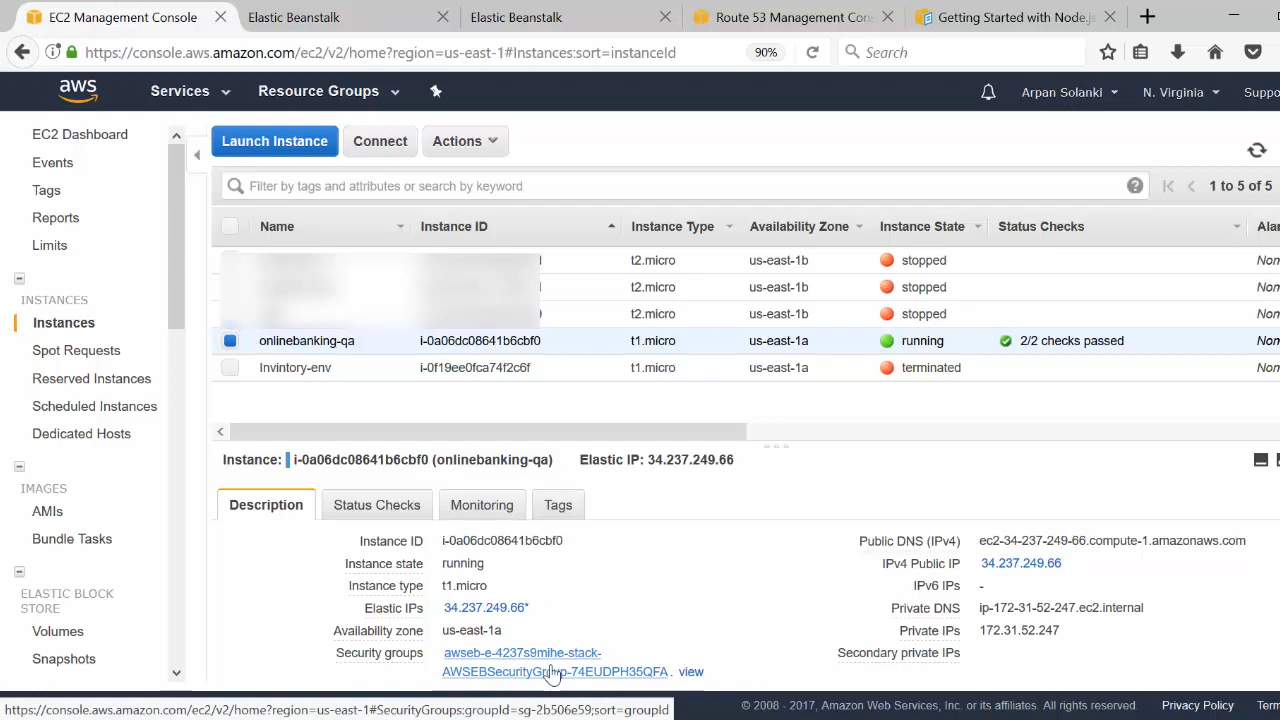 EC2 Management Console
Elastic Beanstalk
Elastic Beanstalk
Route 53 Management Con
Getting Started with Node.js
https://console.aws.amazon.com/ec2/v2/home?region=us-east-1#Instances:sort=instanceId
90%
Search
aws
Services
Resource Groups
Arpan Solanki
N. Virginia
Suppo
EC2 Dashboard
Events
Tags
Reports
Limits
INSTANCES
Instances
Spot Requests
Reserved Instances
Scheduled Instances
Dedicated Hosts
IMAGES
AMIs
Bundle Tasks
ELASTIC BLOCK
STORE
Volumes
Snapshots
Launch Instance Connect Actions
Filter by tags and attributes or search by keyword
1 to 5 of 5
Name Instance ID Instance Type Availability Zone Instance State Status Checks Alar
t2.micro us-east-1b stopped Non
t2.micro us-east-1b stopped Non
t2.micro us-east-1b stopped Non
onlinebanking-qa i-0a06dc08641b6cbf0 t1.micro us-east-1a running 2/2 checks passed Non
Invintory-env i-0f19ee0fca74f2c6f t1.micro us-east-1a terminated Non
Instance: i-0a06dc08641b6cbf0 (onlinebanking-qa) Elastic IP: 34.237.249.66
Description Status Checks Monitoring Tags
Instance ID i-0a06dc08641b6cbf0
Instance state running
Instance type t1.micro
Elastic IPs 34.237.249.66*
Availability zone us-east-1a
Security groups awseb-e-4237s9mihe-stack-
AWSEBSecurityGroup-74EUDPH35QFA. view
Public DNS (IPv4) ec2-34-237-249-66.compute-1.amazonaws.com
IPv4 Public IP 34.237.249.66
IPv6 IPs -
Private DNS ip-172-31-52-247.ec2.internal
Private IPs 172.31.52.247
Secondary private IPs
https://console.aws.amazon.com/ec2/v2/home?region=us-east-1#SecurityGroups:groupId=sg-2b506e59;sort=groupId
© 2008 - 2017, Amazon Web Services, Inc. or its affiliates. All rights reserved.
Privacy Policy
Term